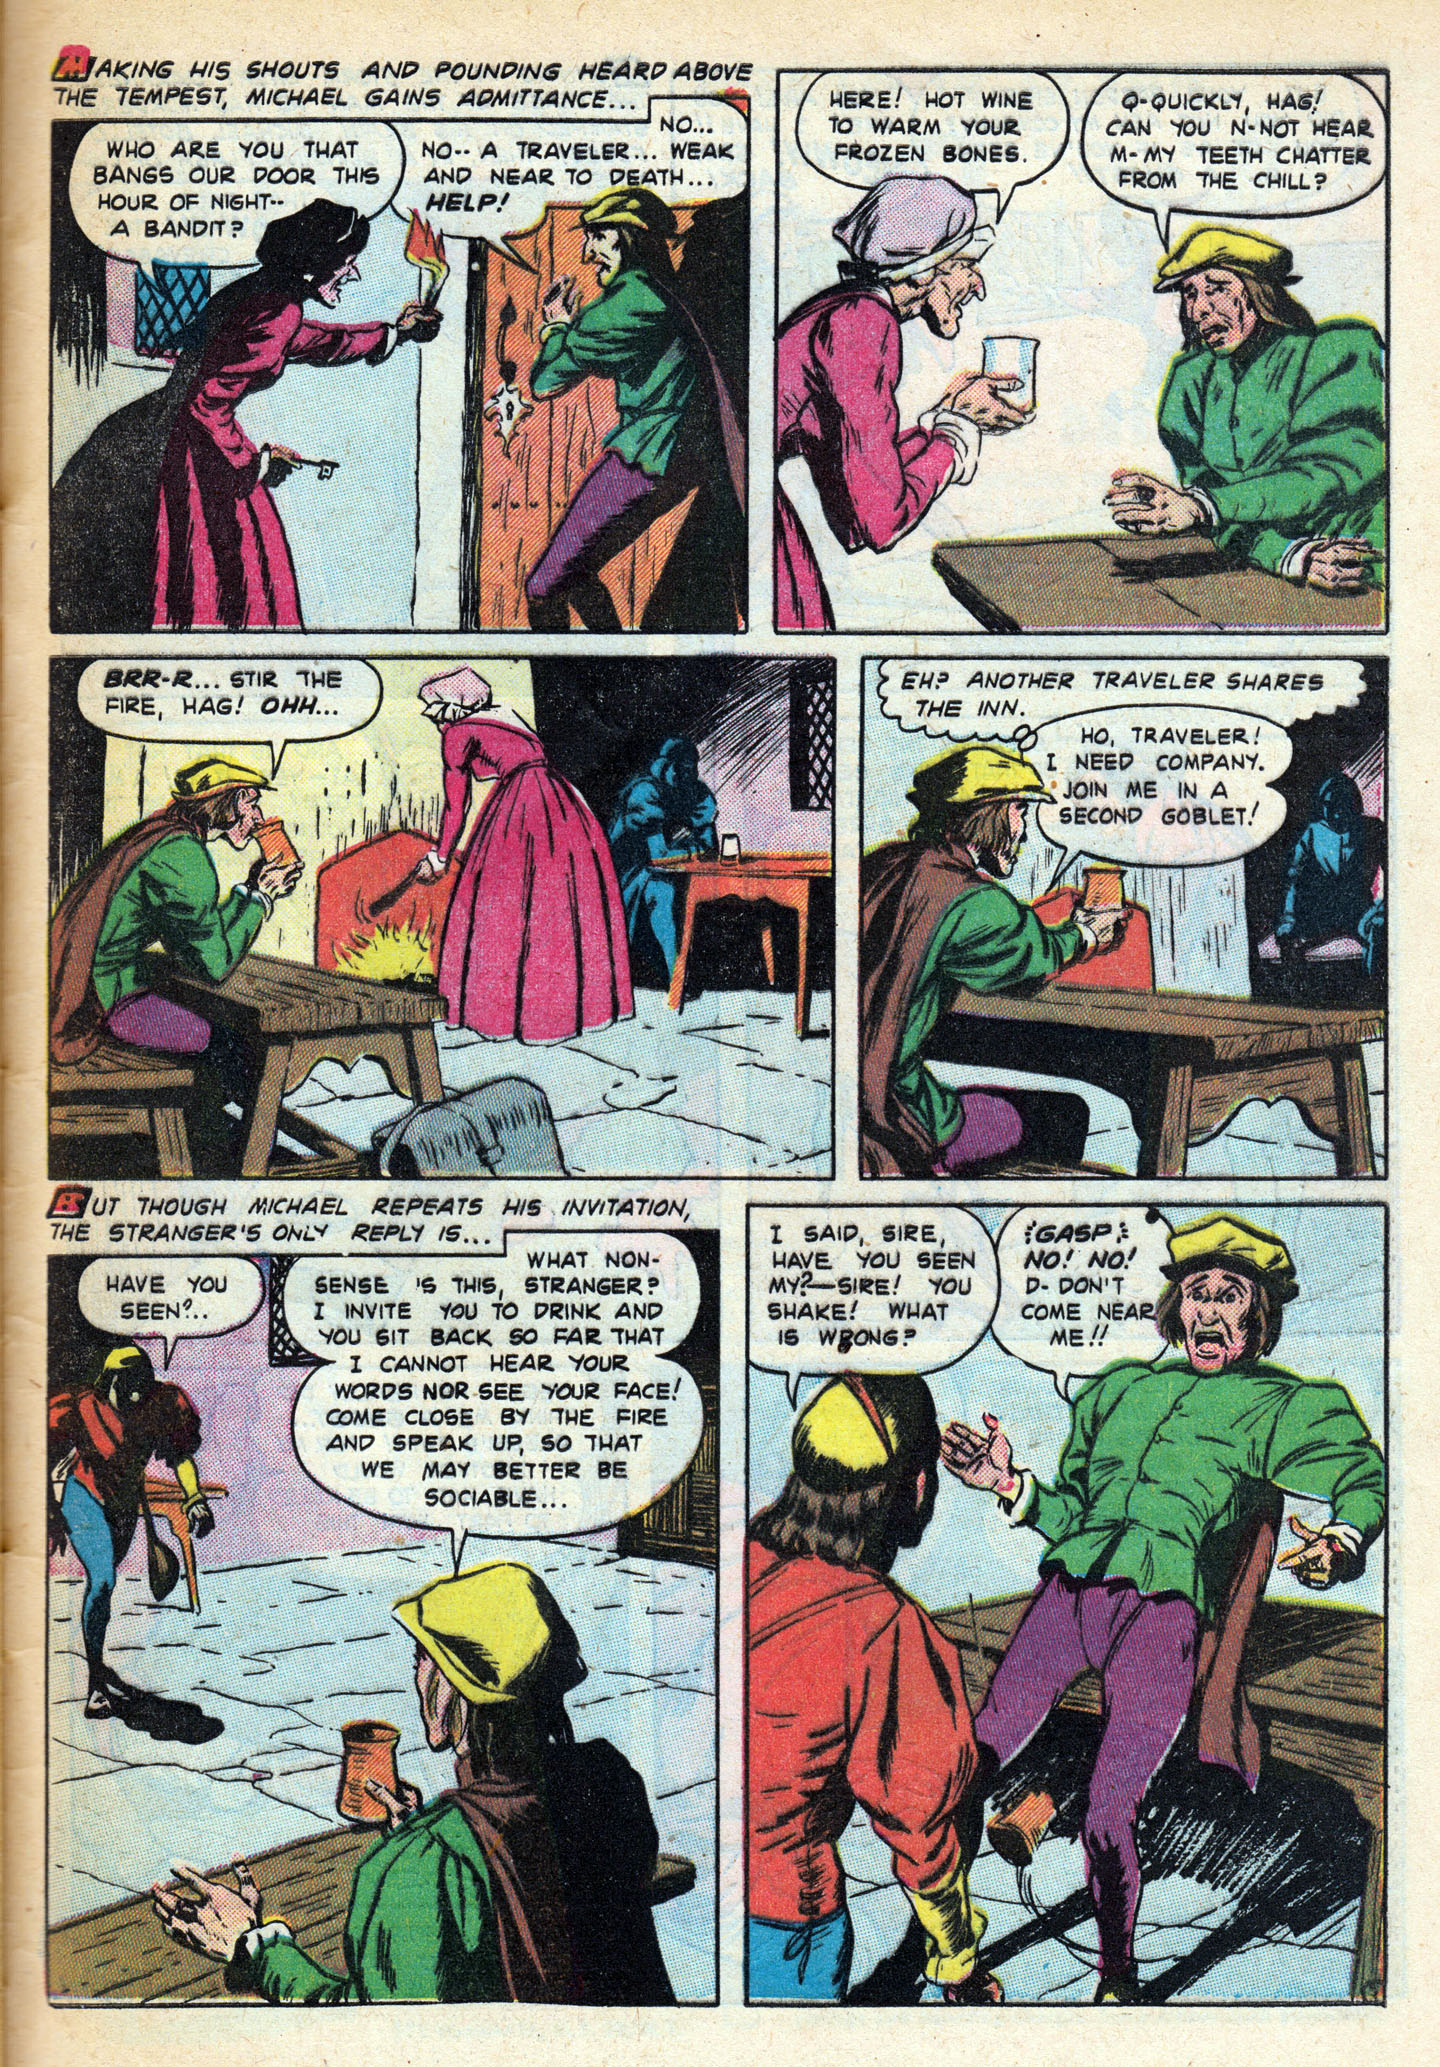 MAKING HIS SHOUTS AND POUNDING HEARD ABOVE
THE TEMPEST, MICHAEL GAINS ADMITTANCE...
WHO ARE YOU THAT
BANGS OUR DOOR THIS
HOUR OF NIGHT--
A BANDIT?
NO...
NO-- A TRAVELER... WEAK
AND NEAR TO DEATH...
HELP!
HERE! HOT WINE
TO WARM YOUR
FROZEN BONES.
Q-QUICKLY, HAG!
CAN YOU N-NOT HEAR
M-MY TEETH CHATTER
FROM THE CHILL?
BRR-R... STIR THE
FIRE, HAG! OHH...
EH? ANOTHER TRAVELER SHARES
THE INN.
HO, TRAVELER!
I NEED COMPANY.
JOIN ME IN A
SECOND GOBLET!
BUT THOUGH MICHAEL REPEATS HIS INVITATION,
THE STRANGER'S ONLY REPLY IS...
HAVE YOU
SEEN?..
WHAT NON-
SENSE 'S THIS, STRANGER?
I INVITE YOU TO DRINK AND
YOU SIT BACK SO FAR THAT
I CANNOT HEAR YOUR
WORDS NOR SEE YOUR FACE!
COME CLOSE BY THE FIRE
AND SPEAK UP, SO THAT
WE MAY BETTER BE
SOCIABLE...
I SAID, SIRE,
HAVE YOU SEEN
MY?--SIRE! YOU
SHAKE! WHAT
IS WRONG?
GASP!
NO! NO!
D-DON'T
COME NEAR
ME!!